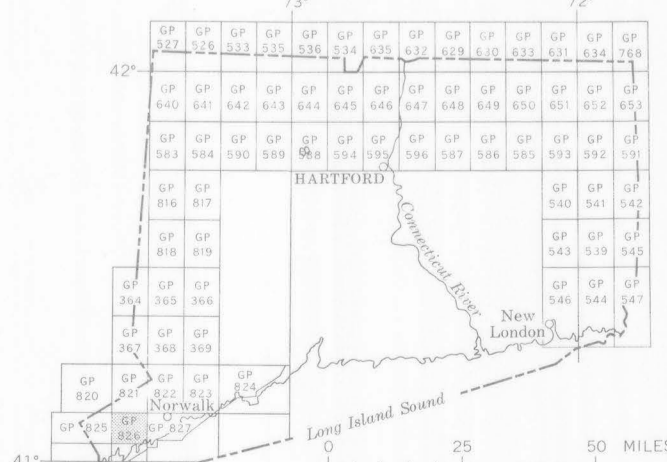 73° 72°
GP GP GP GP GP GP GP GP GP GP GP GP GP GP
527 526 533 535 536 534 635 632 629 630 633 631 634 768
42°
GP GP GP GP GP GP GP GP GP GP GP GP GP GP
640 641 642 643 644 645 646 647 648 649 650 651 652 653
GP GP GP GP GP GP GP GP GP GP GP GP GP GP
583 584 590 589 588 594 595 596 587 586 585 593 592 591
HARTFORD
GP GP GP GP GP
816 817 540 541 542
Connecticut River
GP GP GP GP GP
818 819 543 539 545
GP GP GP GP GP GP
364 365 366 546 544 547
New
London
GP GP GP
367 368 369
GP GP GP GP GP
820 821 822 823 824
Norwalk
GP 825 GP 826 GP 827
Long Island Sound
41° 0 25 50 MILES